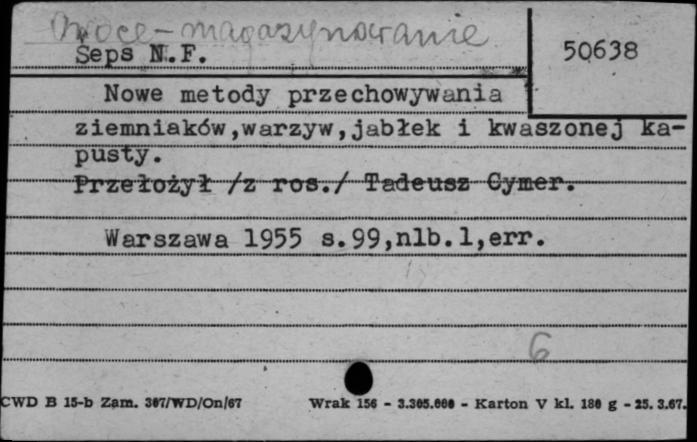 Owoce - magazynowanie
Seps N.F.
50638
Nowe metody przechowywania
ziemniaków,warzyw,jabłek i kwaszonej ka-
pusty.
Przełożył /z ros./ Tadeusz Cymer.
Warszawa 1955 s.99,nlb.1,err.
6
CWD B 15-b Zam. 307/WD/On/67 Wrak 156 - 3.305.000 - Karton V kl. 180 g - 25. 3.67.